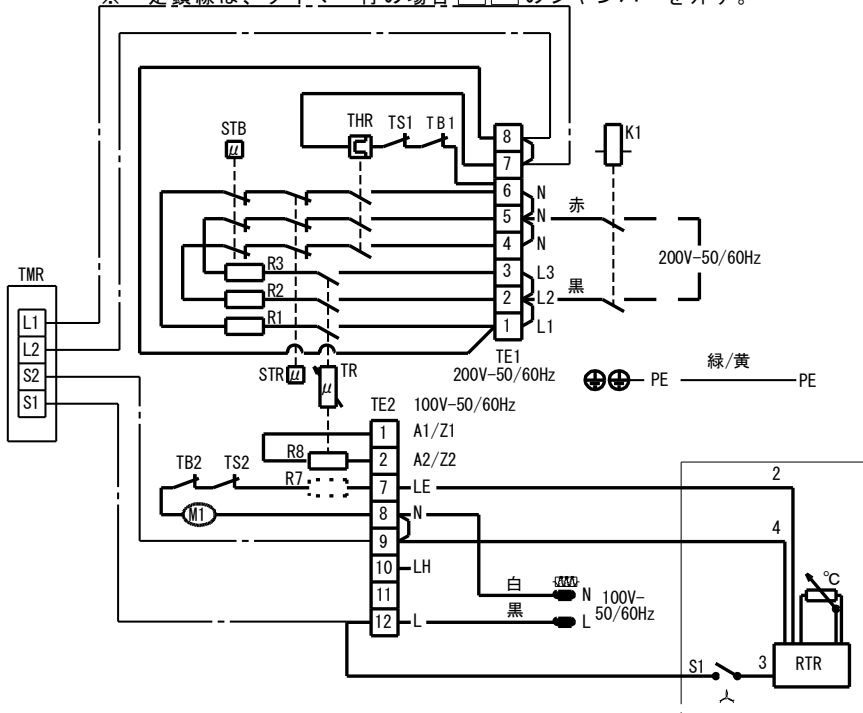 ※ 一点鎖線は、タイマー付の場合 のジャンパーを外す。
STB
μ
THR
TS1
TB1
K1
8
7
6
5
4
3
2
1
N
N
N
L3
L2
L1
赤
黒
200V-50/60Hz
R3
R2
R1
TE1
200V-50/60Hz
STR
μ
TR
μ
緑/黄
PE
PE
TMR
L1
L2
S2
S1
TE2
100V-50/60Hz
1
2
7
8
9
10
11
12
A1/Z1
A2/Z2
LE
N
LH
L
R8
R7
TB2
TS2
M1
白
黒
N
L
100V-
50/60Hz
2
4
3
S1
℃
RTR